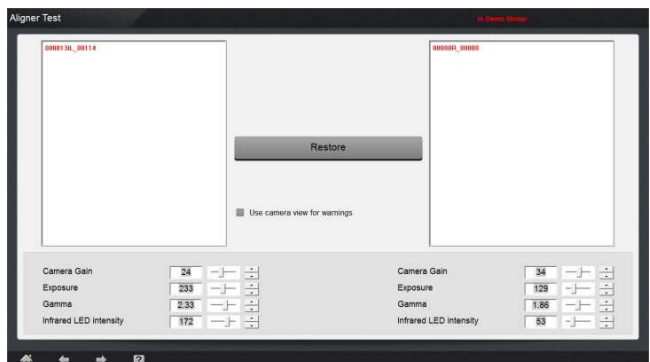 Aligner Test
In Demo Mode!
000013L_00114
00000R_00000
Restore
Use camera view for warnings
Camera Gain 24
Exposure 233
Gamma 2.33
Infrared LED intensity 172
Camera Gain 34
Exposure 129
Gamma 1.86
Infrared LED intensity 53